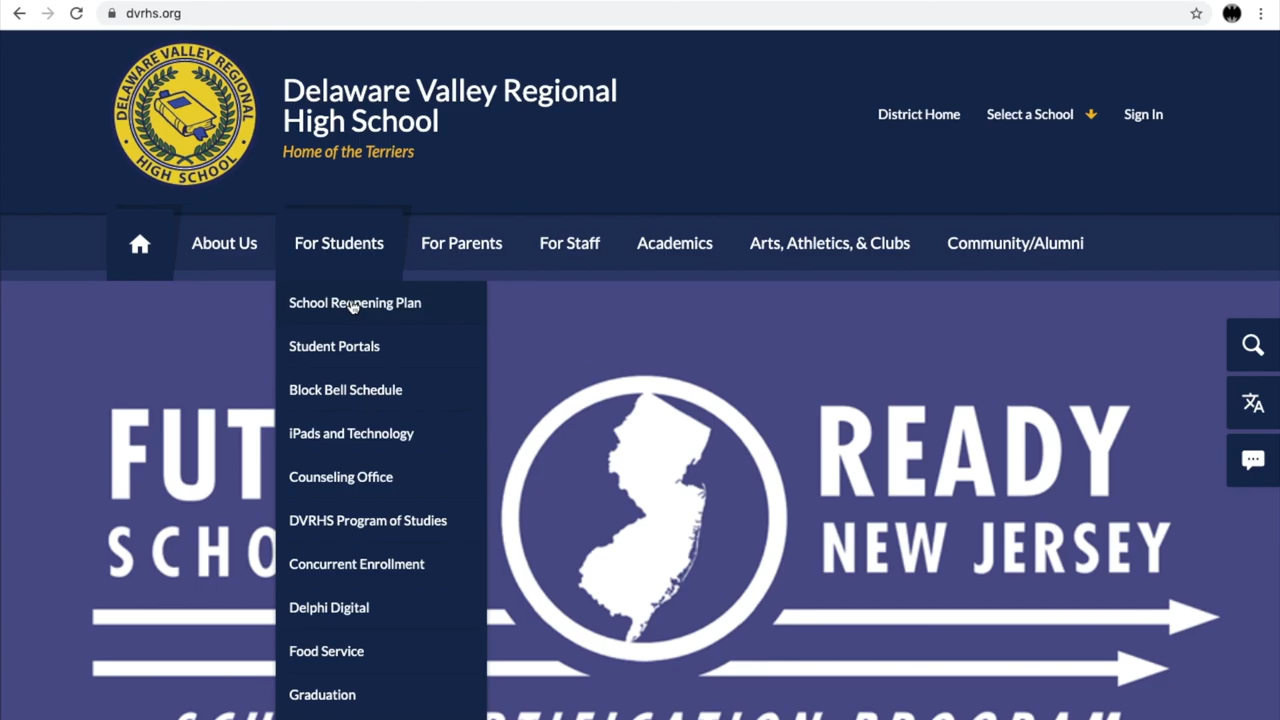 dvrhs.org
DELAWARE VALLEY REGIONAL
HIGH SCHOOL
Delaware Valley Regional
High School
Home of the Terriers
District Home
Select a School
Sign In
About Us
For Students
For Parents
For Staff
Academics
Arts, Athletics, & Clubs
Community/Alumni
School Reopening Plan
Student Portals
Block Bell Schedule
iPads and Technology
Counseling Office
DVRHS Program of Studies
Concurrent Enrollment
Delphi Digital
Food Service
Graduation
FUT
SCHO
READY
NEW JERSEY